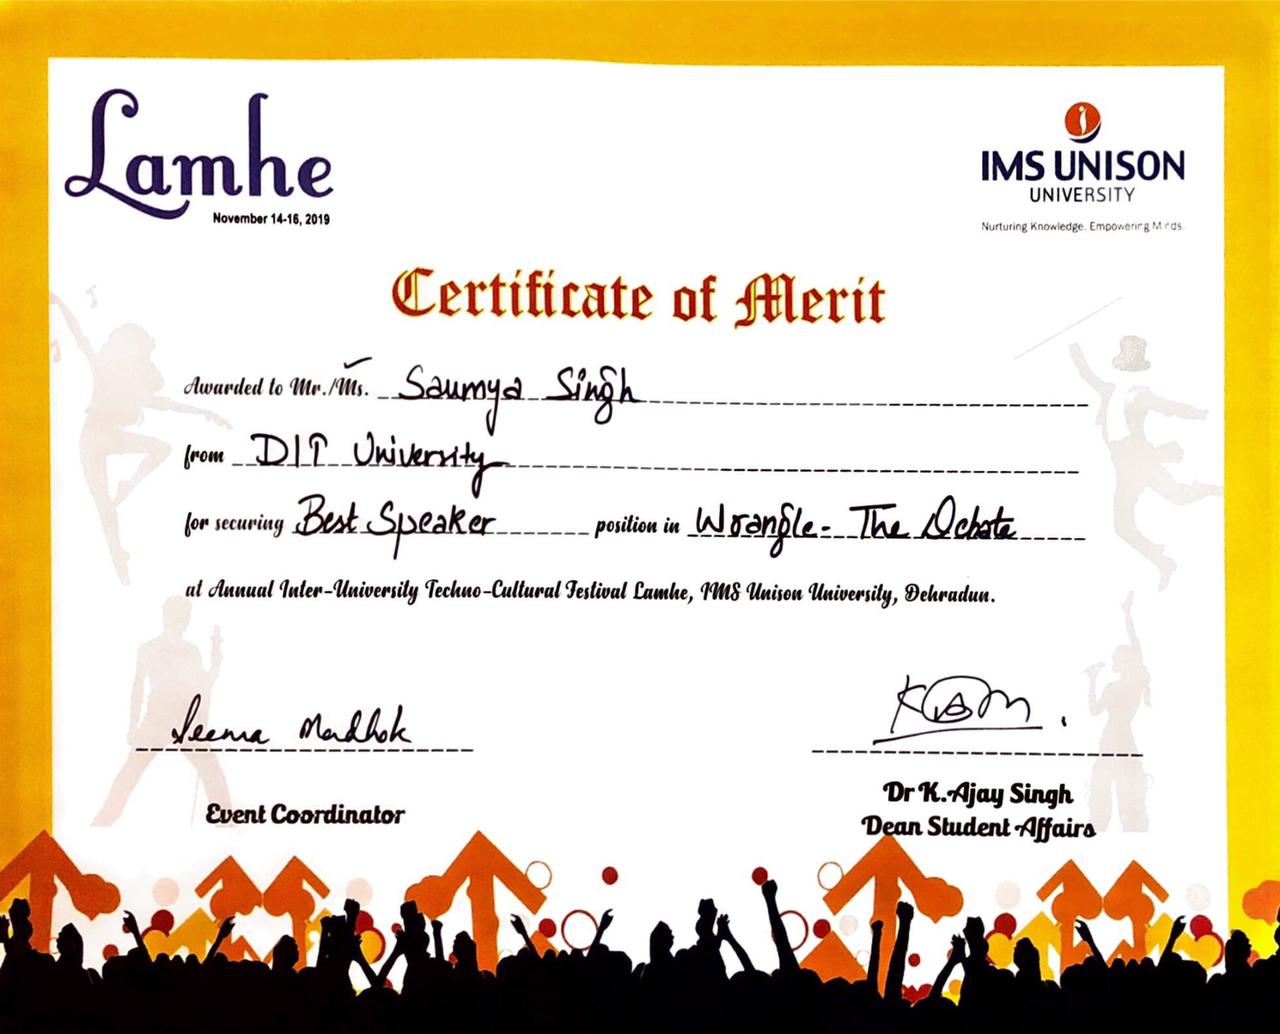 Lamhe
November 14-16, 2019
IMS UNISON
UNIVERSITY
Nurturing Knowledge. Empowering Minds.
Certificate of Merit
Awarded to Mr./Ms. Saumya Singh
from DIT University
for securing Best Speaker position in Wrangle- The Debate
at Annual Inter-University Techno-Cultural Festival Lamhe, IMS Unison University, Dehradun.
Seema Madhok
Event Coordinator
Dr K.Ajay Singh
Dean Student Affairs